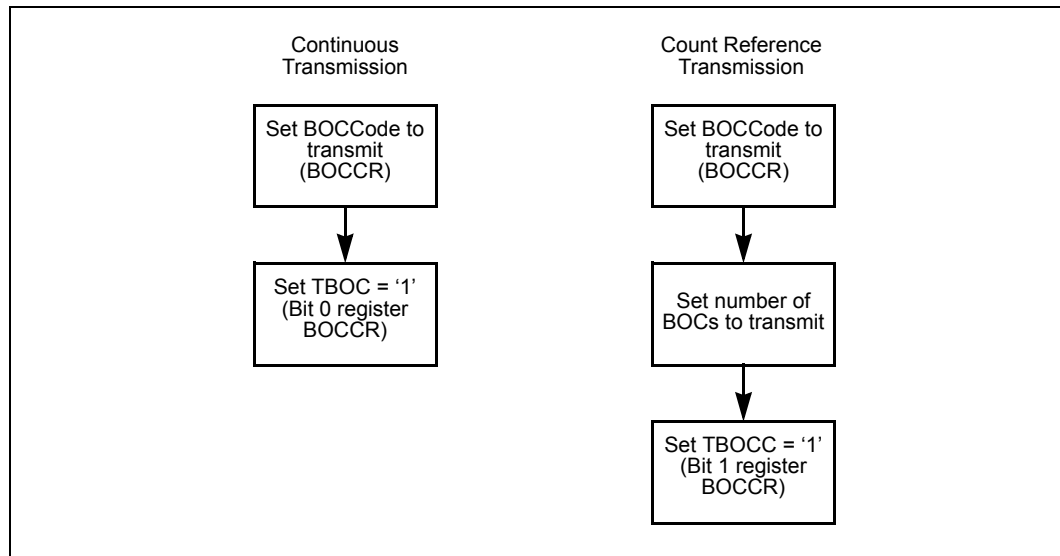 Continuous
Transmission
Set BOCCode to
transmit
(BOCCR)
Set TBOC = ‘1’
(Bit 0 register
BOCCR)
Count Reference
Transmission
Set BOCCode to
transmit
(BOCCR)
Set number of
BOCs to transmit
Set TBOCC = ‘1’
(Bit 1 register
BOCCR)